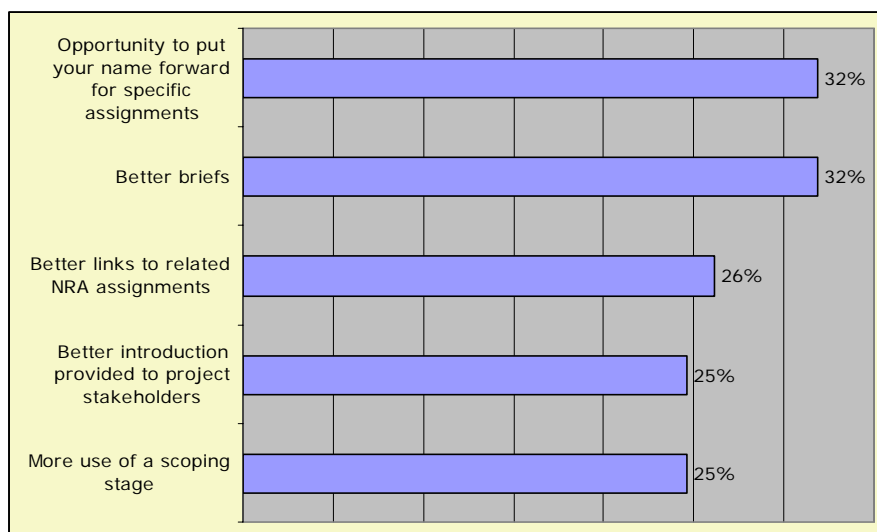 Opportunity to put
your name forward
for specific
assignments
32%
Better briefs
32%
Better links to related
NRA assignments
26%
Better introduction
provided to project
stakeholders
25%
More use of a scoping
stage
25%